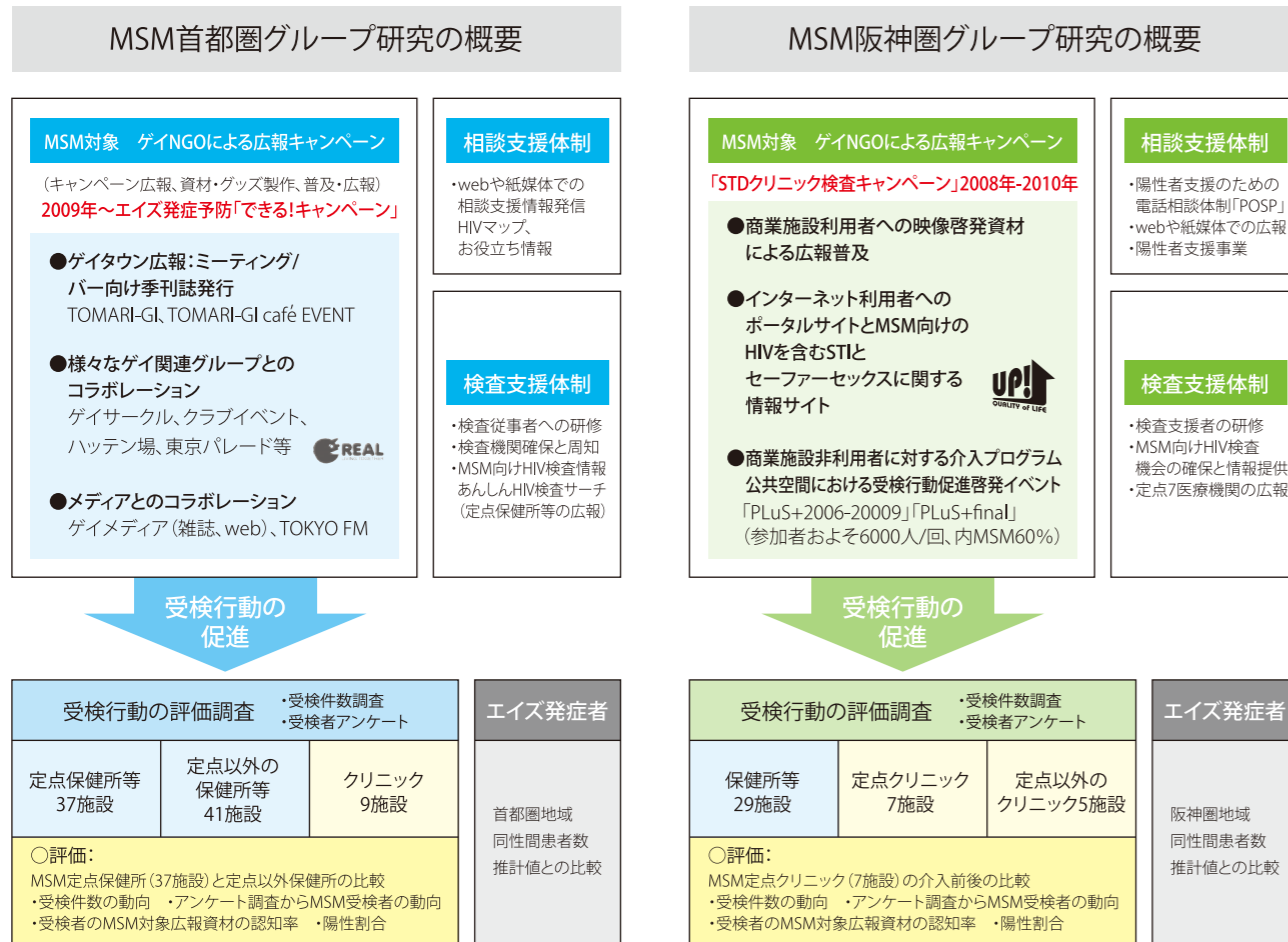 MSM首都圏グループ研究の概要
MSM対象　ゲイNGOによる広報キャンペーン
（キャンペーン広報、資材・グッズ製作、普及・広報）
2009年〜エイズ発症予防「できる!キャンペーン」
●ゲイタウン広報：ミーティング/
バー向け季刊誌発行
TOMARI-GI、TOMARI-GI café EVENT
●様々なゲイ関連グループとの
コラボレーション
ゲイサークル、クラブイベント、
ハッテン場、東京パレード等
REAL
●メディアとのコラボレーション
ゲイメディア（雑誌、web）、TOKYO FM
相談支援体制
・webや紙媒体での
相談支援情報発信
HIVマップ、
お役立ち情報
検査支援体制
・検査従事者への研修
・検査機関確保と周知
・MSM向けHIV検査情報
あんしんHIV検査サーチ
（定点保健所等の広報）
受検行動の
促進
受検行動の評価調査
・受検件数調査
・受検者アンケート
定点保健所等
37施設
定点以外の
保健所等
41施設
クリニック
9施設
○評価：
MSM定点保健所（37施設）と定点以外保健所の比較
・受検件数の動向　・アンケート調査からMSM受検者の動向
・受検者のMSM対象広報資材の認知率　・陽性割合
エイズ発症者
首都圏地域
同性間患者数
推計値との比較
MSM阪神圏グループ研究の概要
MSM対象　ゲイNGOによる広報キャンペーン
「STDクリニック検査キャンペーン」2008年-2010年
●商業施設利用者への映像啓発資材
による広報普及
●インターネット利用者への
ポータルサイトとMSM向けの
HIVを含むSTIと
セーファーセックスに関する
情報サイト
UP!
QUALITY of LIFE
●商業施設非利用者に対する介入プログラム
公共空間における受検行動促進啓発イベント
「PLuS+2006-20009」「PLuS+final」
（参加者およそ6000人/回、内MSM60%）
相談支援体制
・陽性者支援のための
電話相談体制「POSP」
・webや紙媒体での広報
・陽性者支援事業
検査支援体制
・検査支援者の研修
・MSM向けHIV検査
機会の確保と情報提供
・定点7医療機関の広報
受検行動の
促進
受検行動の評価調査
・受検件数調査
・受検者アンケート
保健所等
29施設
定点クリニック
7施設
定点以外の
クリニック5施設
○評価：
MSM定点クリニック（7施設）の介入前後の比較
・受検件数の動向　・アンケート調査からMSM受検者の動向
・受検者のMSM対象広報資材の認知率　・陽性割合
エイズ発症者
阪神圏地域
同性間患者数
推計値との比較